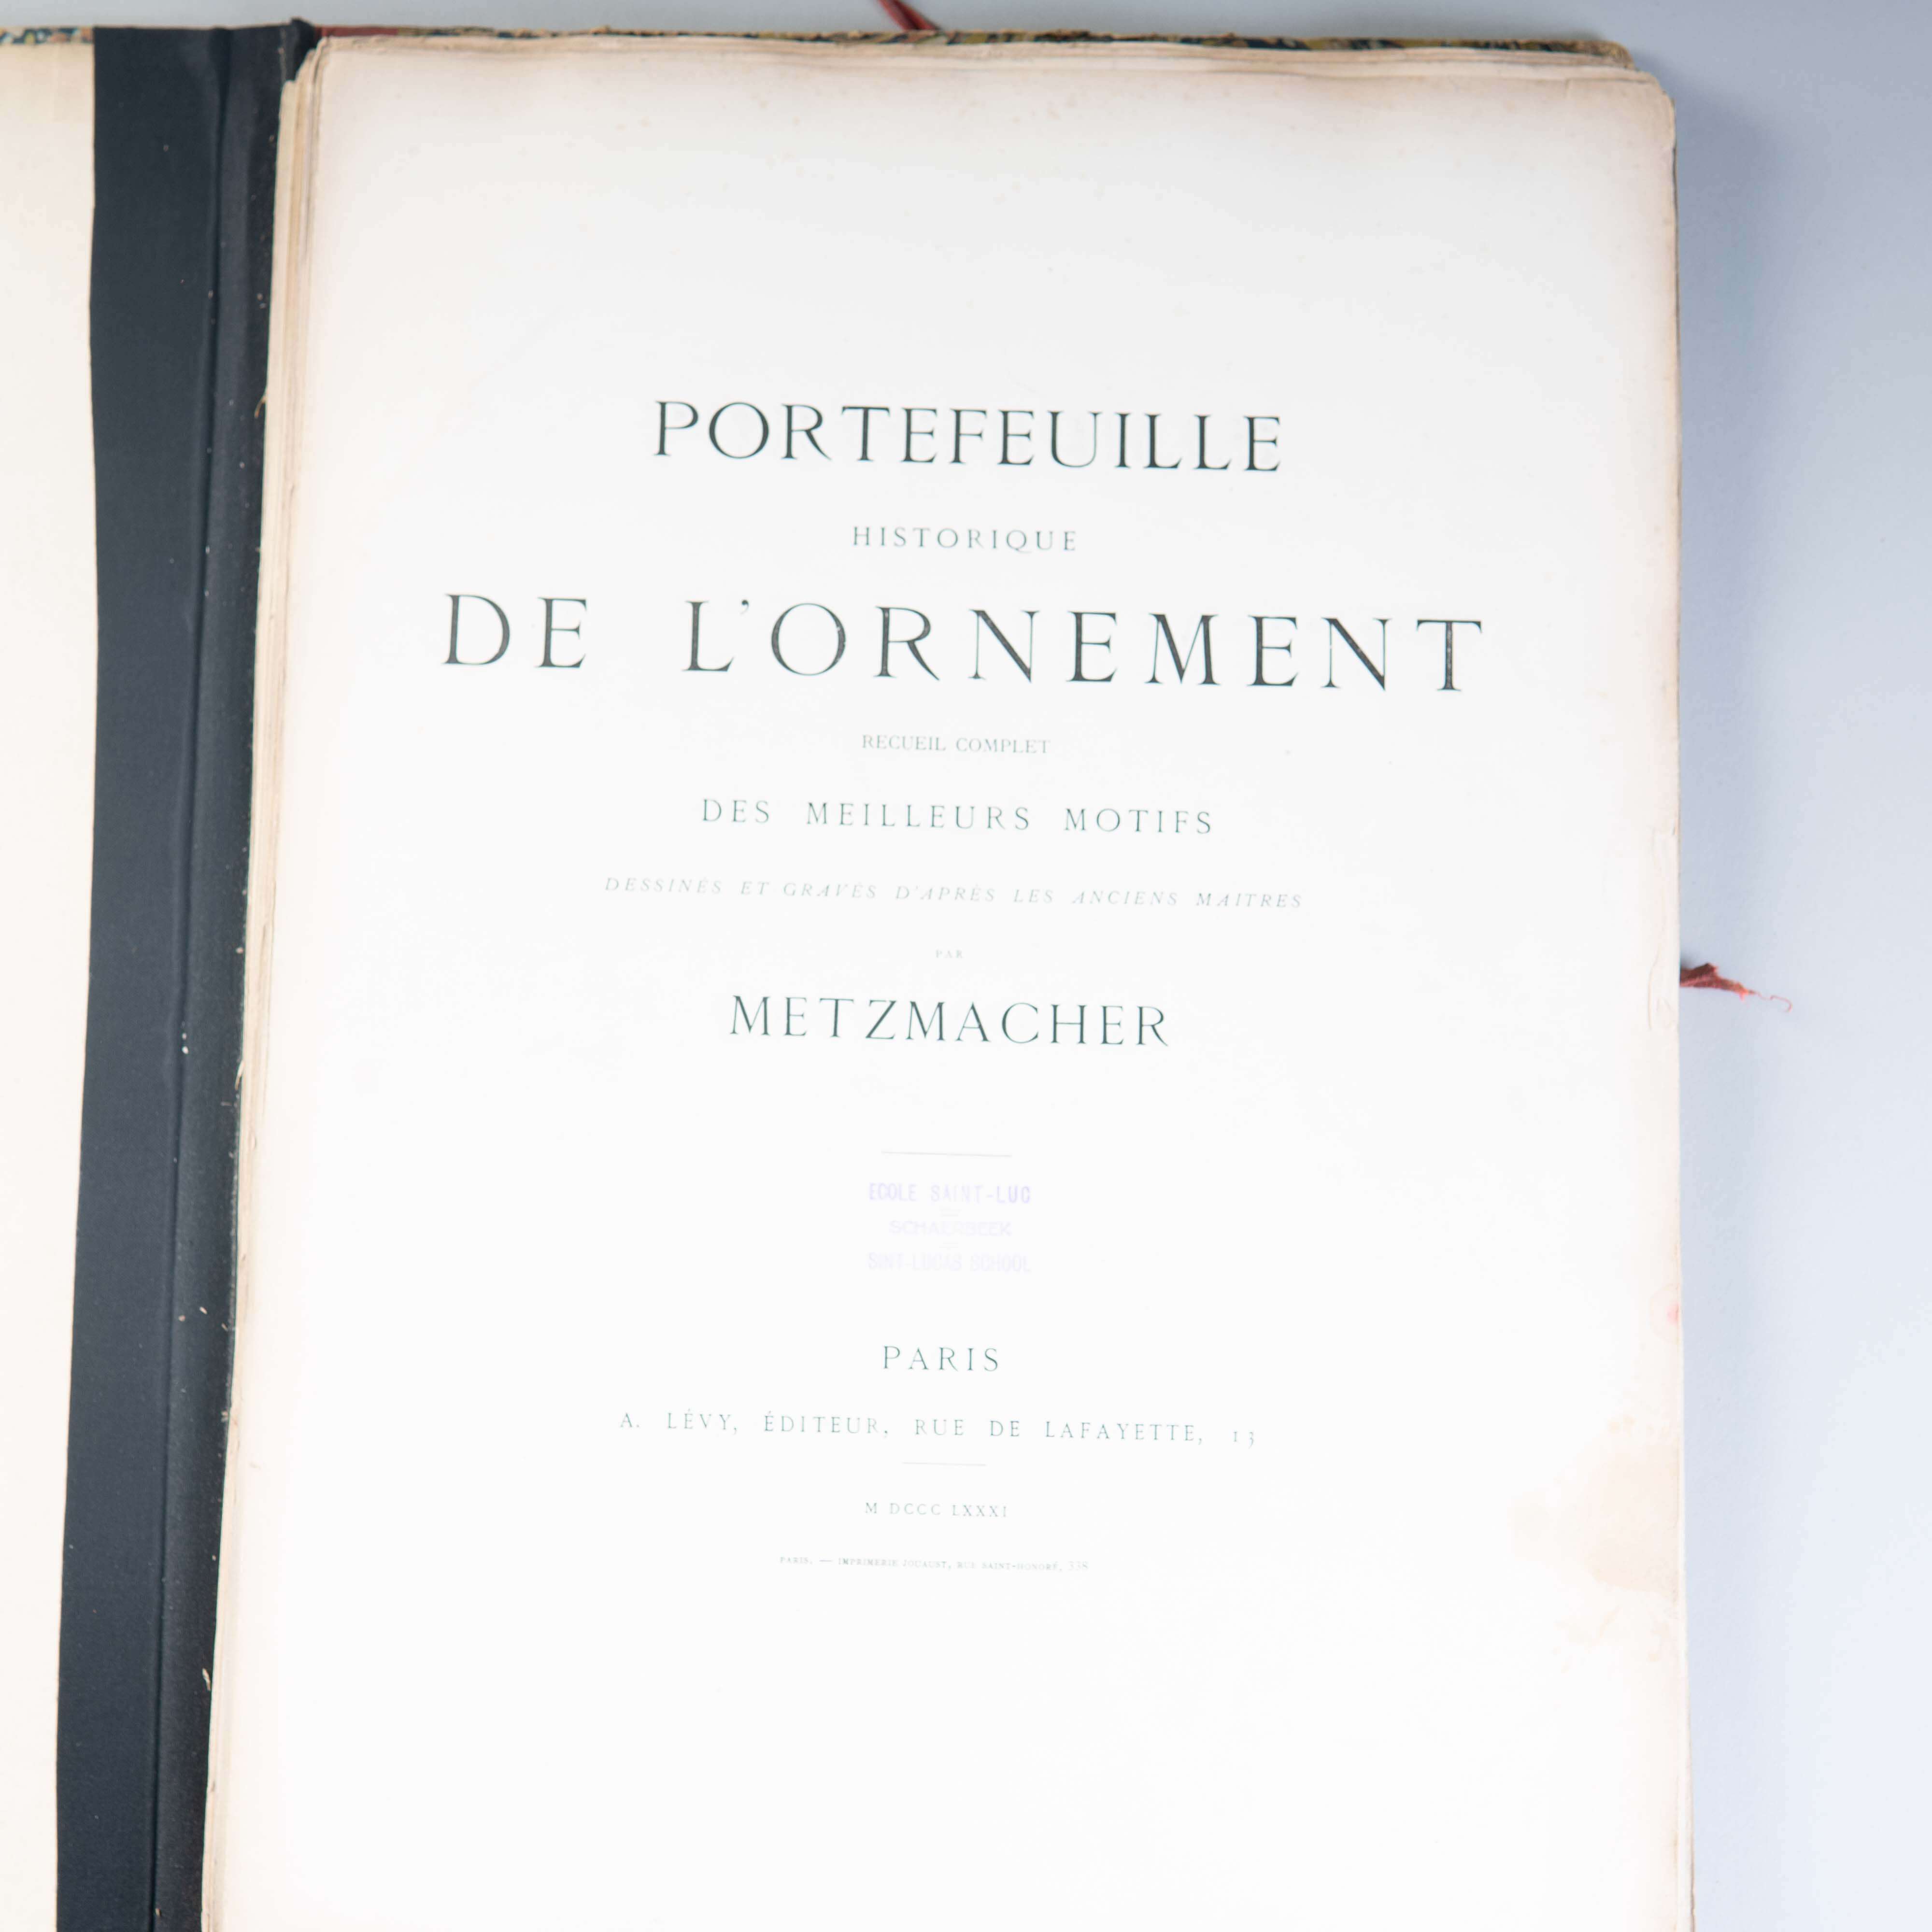 PORTEFEUILLE
HISTORIQUE
DE L'ORNEMENT
RECUEIL COMPLET
DES MEILLEURS MOTIFS
DESSINÉS ET GRAVÉS D'APRÈS LES ANCIENS MAITRES
PAR
METZMACHER
ECOLE SAINT-LUC
SCHAERBEEK
SINT LUCAS SCHOOL
PARIS
A. LÉVY, ÉDITEUR, RUE DE LAFAYETTE, 13
M DCCC LXXXI
PARIS. — IMPRIMERIE JOUAUST, RUE SAINT-HONORÉ, 338